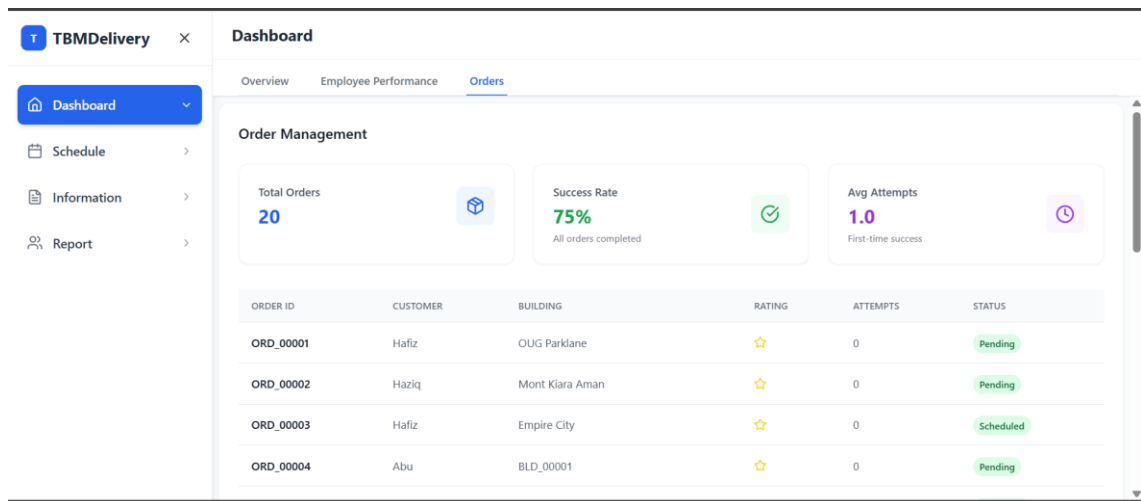 T TBMDelivery
Dashboard
Schedule
Information
Report
Dashboard
Overview Employee Performance Orders
Order Management
Total Orders
20
Success Rate
75%
All orders completed
Avg Attempts
1.0
First-time success
ORDER ID CUSTOMER BUILDING RATING ATTEMPTS STATUS
ORD_00001 Hafiz OUG Parklane 0 Pending
ORD_00002 Haziq Mont Kiara Aman 0 Pending
ORD_00003 Hafiz Empire City 0 Scheduled
ORD_00004 Abu BLD_00001 0 Pending